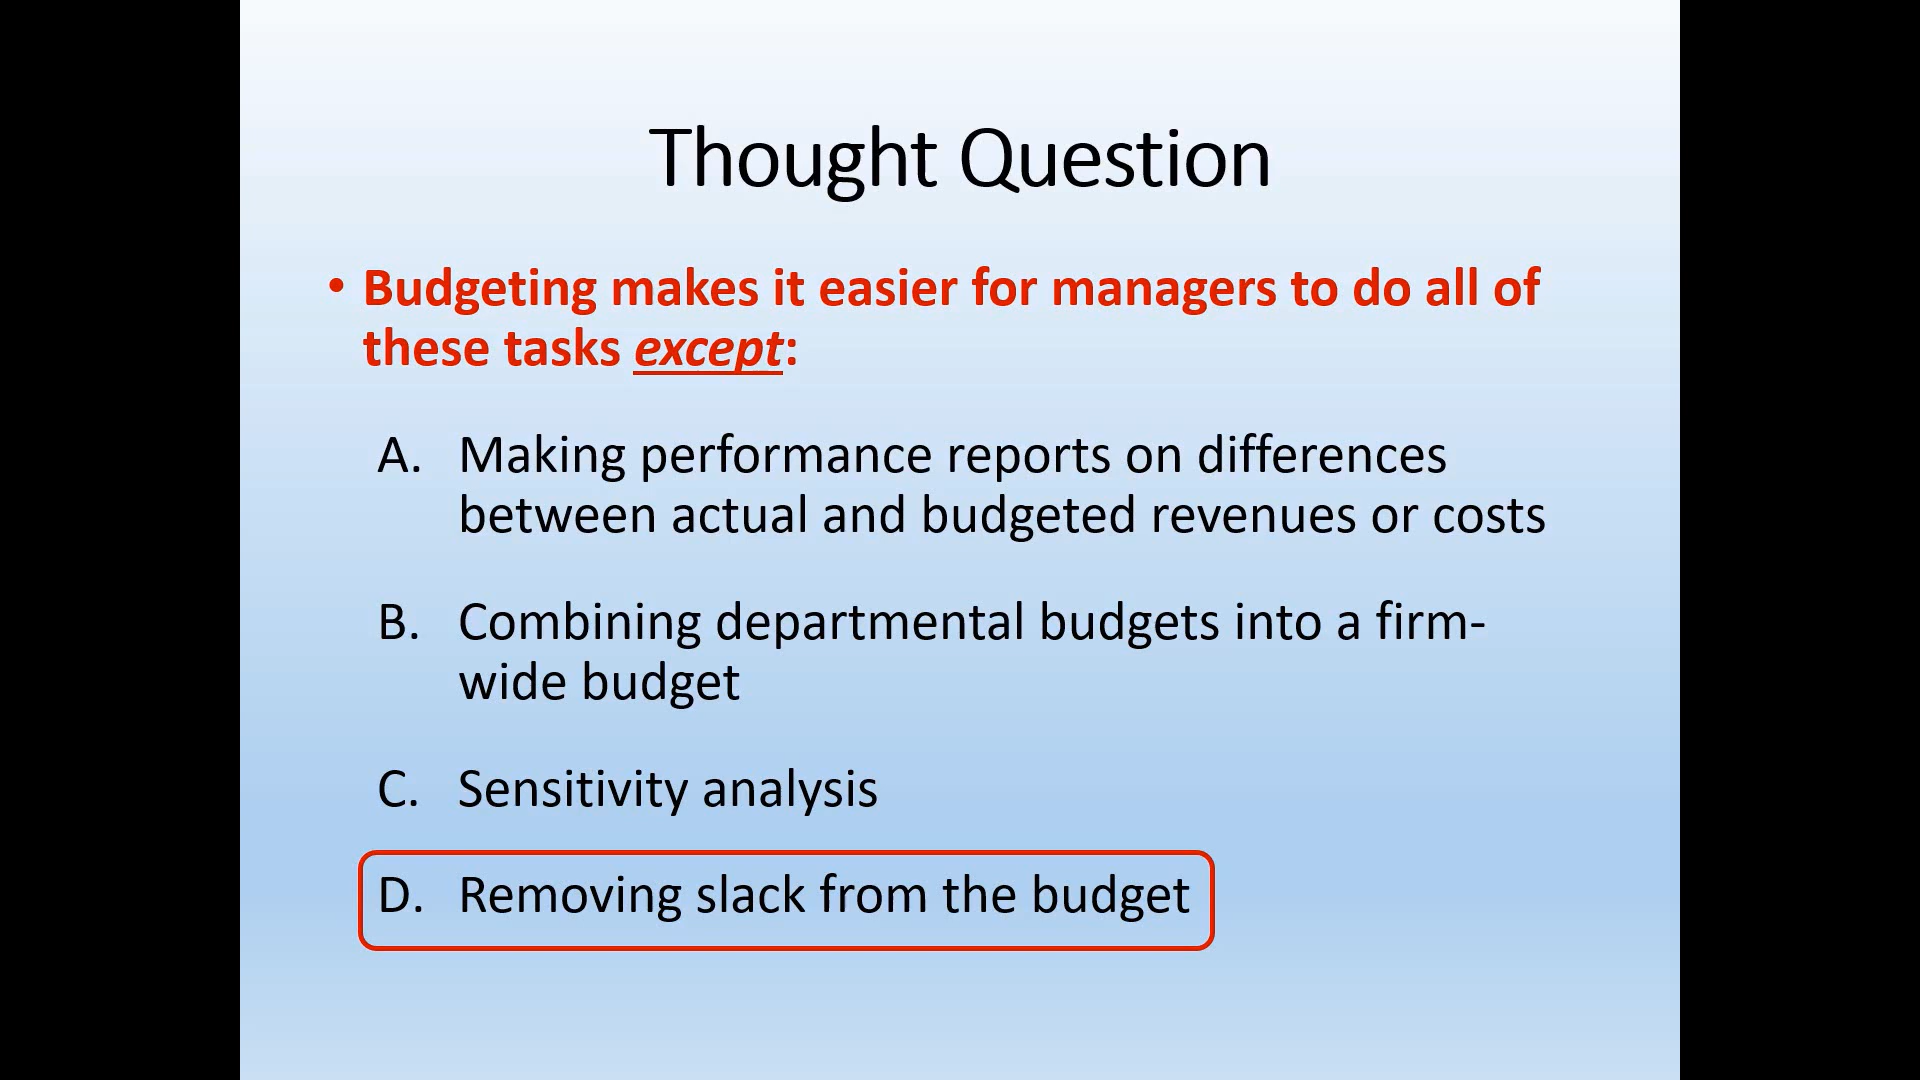 Thought Question
• Budgeting makes it easier for managers to do all of
these tasks except:
A. Making performance reports on differences
between actual and budgeted revenues or costs
B. Combining departmental budgets into a firm-
wide budget
C. Sensitivity analysis
D. Removing slack from the budget